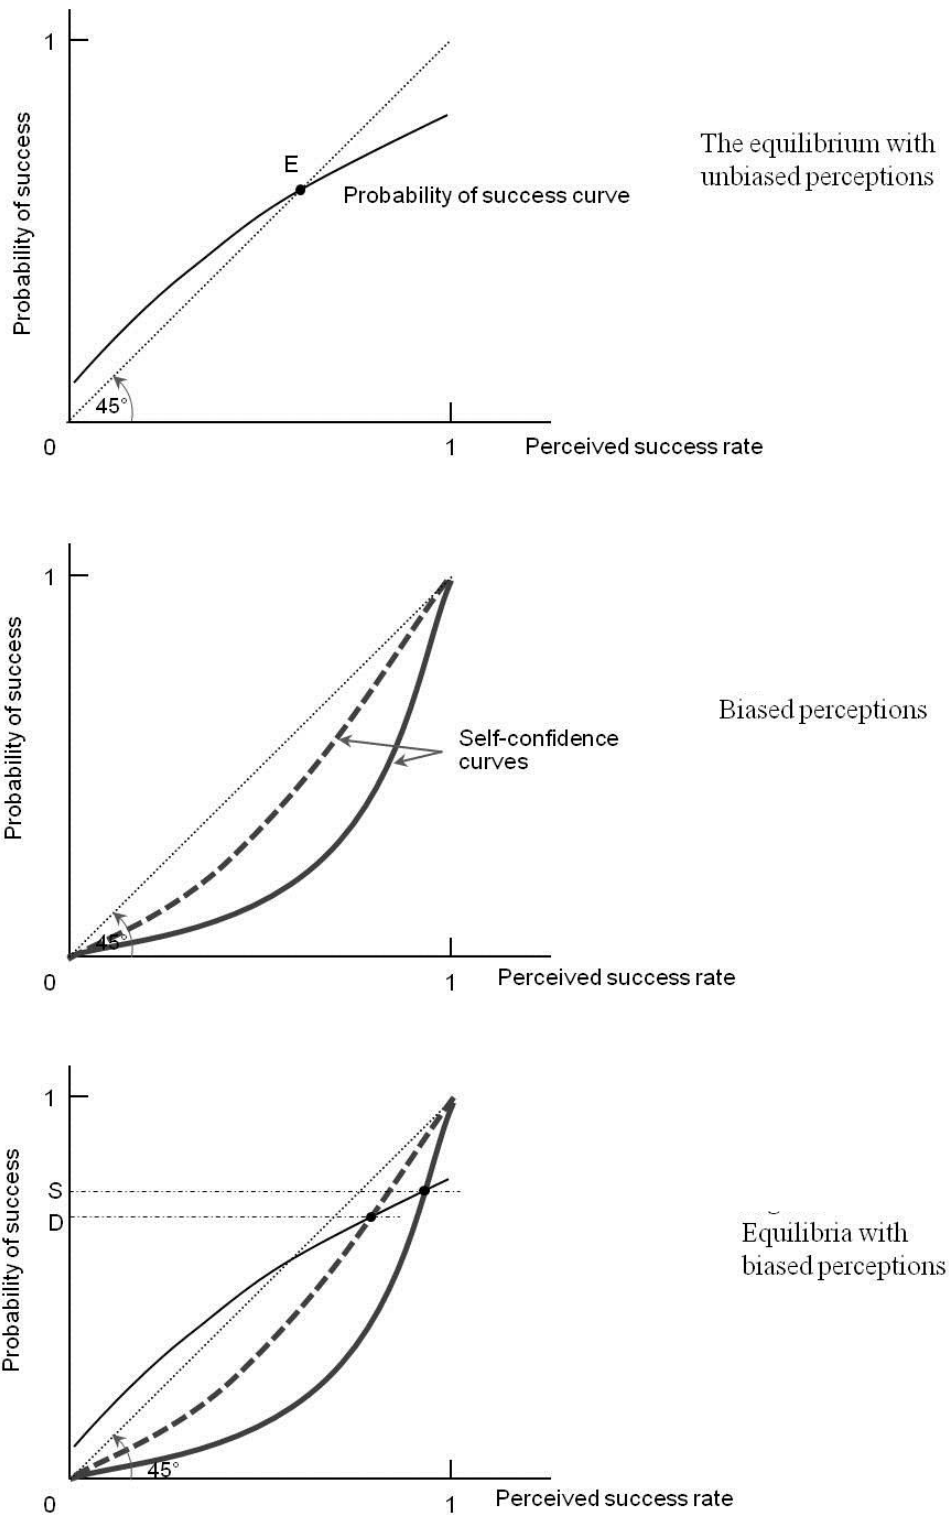 1
Probability of success
E
Probability of success curve
The equilibrium with
unbiased perceptions
45°
0
1
Perceived success rate
1
Probability of success
Self-confidence
curves
Biased perceptions
45°
0
1
Perceived success rate
1
Probability of success
S
D
Equilibria with
biased perceptions
45°
0
1
Perceived success rate